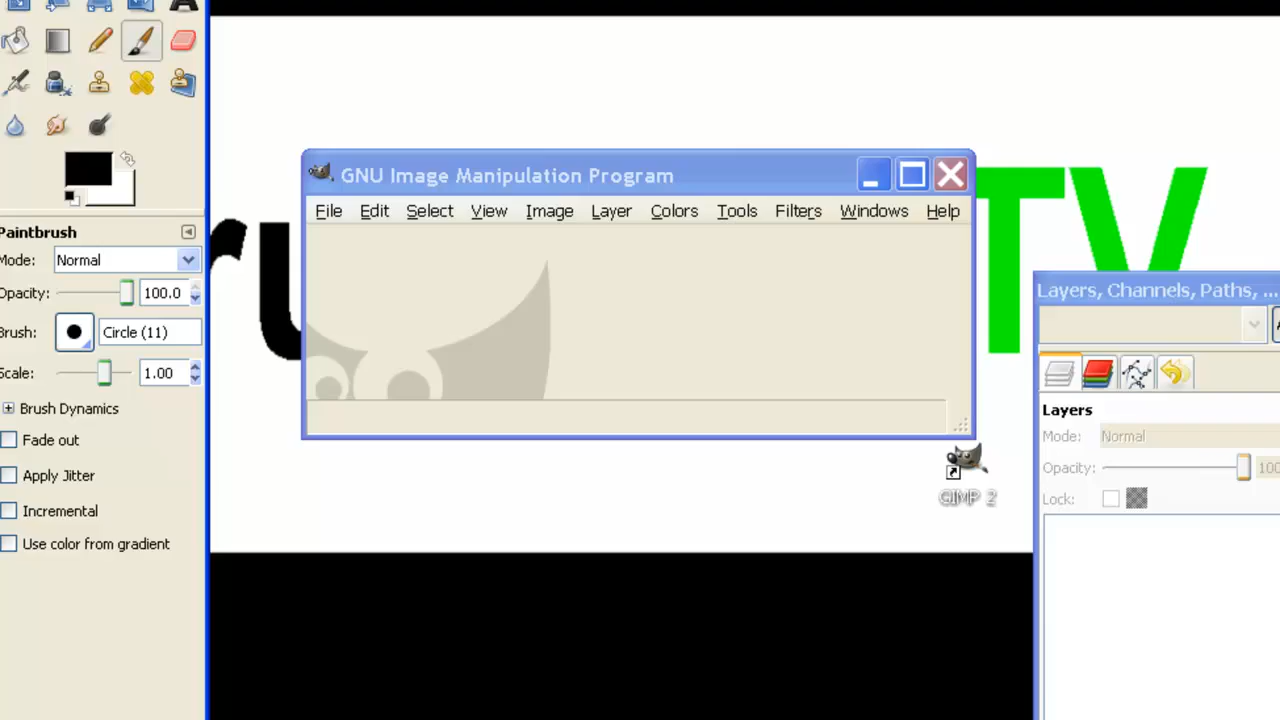 GNU Image Manipulation Program
File Edit Select View Image Layer Colors Tools Filters Windows Help
TV
Paintbrush
Mode: Normal
Opacity: 100.0
Brush: Circle (11)
Scale: 1.00
Brush Dynamics
Fade out
Apply Jitter
Incremental
Use color from gradient
GIMP 2
Layers, Channels, Paths, ...
Layers
Mode: Normal
Opacity: 100
Lock: